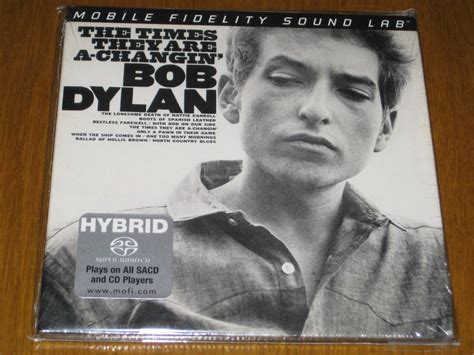 MOBILE FIDELITY SOUND LAB™
THE TIMES
THEY ARE
A-CHANGIN'
BOB
DYLAN
THE LONESOME DEATH OF HATTIE CARROLL
BOOTS OF SPANISH LEATHER
RESTLESS FAREWELL / WITH GOD ON OUR SIDE
THE TIMES THEY ARE A-CHANGIN'
ONLY A PAWN IN THEIR GAME
WHEN THE SHIP COMES IN / ONE TOO MANY MORNINGS
BALLAD OF HOLLIS BROWN / NORTH COUNTRY BLUES
HYBRID
SUPER AUDIO CD
Plays on All SACD
and CD Players
www.mofi.com